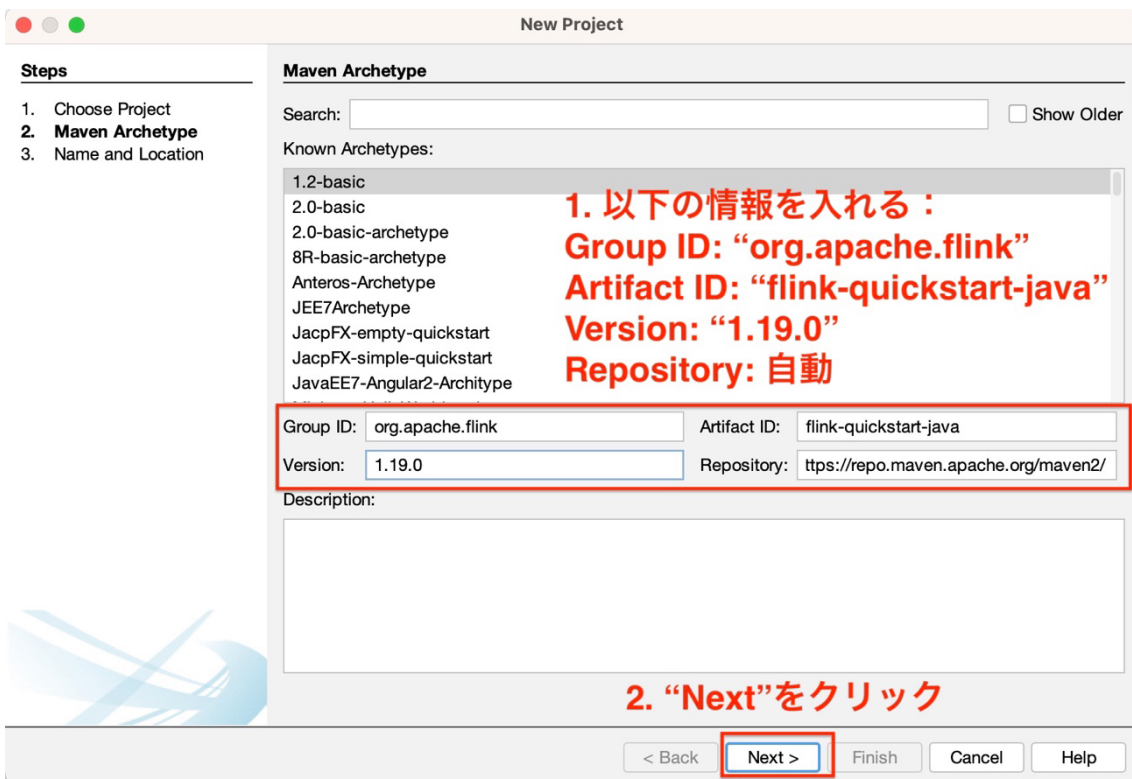 New Project
Steps
1. Choose Project
2. Maven Archetype
3. Name and Location
Maven Archetype
Search:
Show Older
Known Archetypes:
1.2-basic
2.0-basic
2.0-basic-archetype
8R-basic-archetype
Anteros-Archetype
JEE7Archetype
JacpFX-empty-quickstart
JacpFX-simple-quickstart
JavaEE7-Angular2-Architype
1. 以下の情報を入れる：
Group ID: “org.apache.flink”
Artifact ID: “flink-quickstart-java”
Version: “1.19.0”
Repository: 自動
Group ID: org.apache.flink Artifact ID: flink-quickstart-java
Version: 1.19.0 Repository: ttps://repo.maven.apache.org/maven2/
Description:
2. “Next”をクリック
< Back Next > Finish Cancel Help